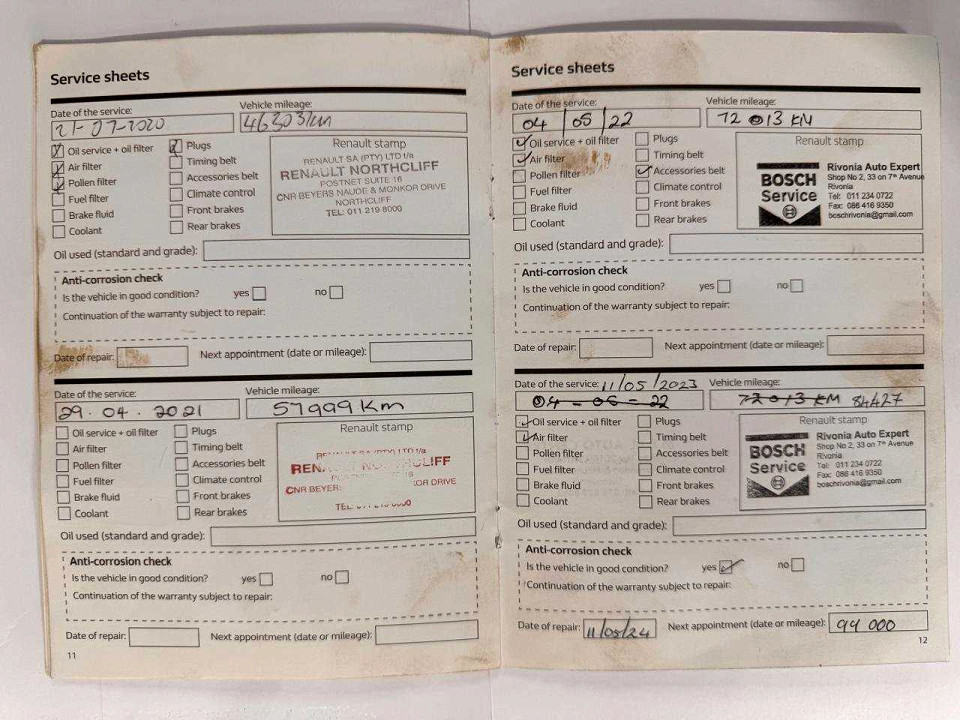 Service sheets
Date of the service:
Vehicle mileage:
21-07-2020
46303km
Oil service + oil filter
Air filter
Pollen filter
Fuel filter
Brake fluid
Coolant
Plugs
Timing belt
Accessories belt
Climate control
Front brakes
Rear brakes
Renault stamp
RENAULT SA (PTY) LTD t/a
RENAULT NORTHCLIFF
POSTNET SUITE 16
CNR BEYERS NAUDE & MONKOR DRIVE
NORTHCLIFF
TEL: 011 219 8000
Oil used (standard and grade):
Anti-corrosion check
Is the vehicle in good condition? yes no
Continuation of the warranty subject to repair:
Date of repair: Next appointment (date or mileage):
Date of the service:
Vehicle mileage:
29.04.2021
57999 Km
Oil service + oil filter
Air filter
Pollen filter
Fuel filter
Brake fluid
Coolant
Plugs
Timing belt
Accessories belt
Climate control
Front brakes
Rear brakes
Renault stamp
CNR BEYER
KOR DRIVE
Oil used (standard and grade):
Anti-corrosion check
Is the vehicle in good condition? yes no
Continuation of the warranty subject to repair:
Date of repair: Next appointment (date or mileage):
11
Service sheets
Date of the service:
Vehicle mileage:
04/05/22
72 013 KM
Oil service + oil filter
Air filter
Pollen filter
Fuel filter
Brake fluid
Coolant
Plugs
Timing belt
Accessories belt
Climate control
Front brakes
Rear brakes
Renault stamp
BOSCH
Service
Rivonia Auto Expert
Shop No 2, 33 on 7th Avenue
Rivonia
Tel: 011 234 0722
Fax: 086 416 9350
boschrivonia@gmail.com
Oil used (standard and grade):
Anti-corrosion check
Is the vehicle in good condition? yes no
Continuation of the warranty subject to repair:
Date of repair: Next appointment (date or mileage):
Date of the service: 11/05/2023
Vehicle mileage:
04-05-22
72013 KM 84427
Oil service + oil filter
Air filter
Pollen filter
Fuel filter
Brake fluid
Coolant
Plugs
Timing belt
Accessories belt
Climate control
Front brakes
Rear brakes
Renault stamp
BOSCH
Service
Rivonia Auto Expert
Shop No 2, 33 on 7th Avenue
Rivonia
Tel: 011 234 0722
Fax: 086 416 9350
boschrivonia@gmail.com
Oil used (standard and grade):
Anti-corrosion check
Is the vehicle in good condition? yes no
Continuation of the warranty subject to repair:
Date of repair: 11/05/24 Next appointment (date or mileage): 99 000
12